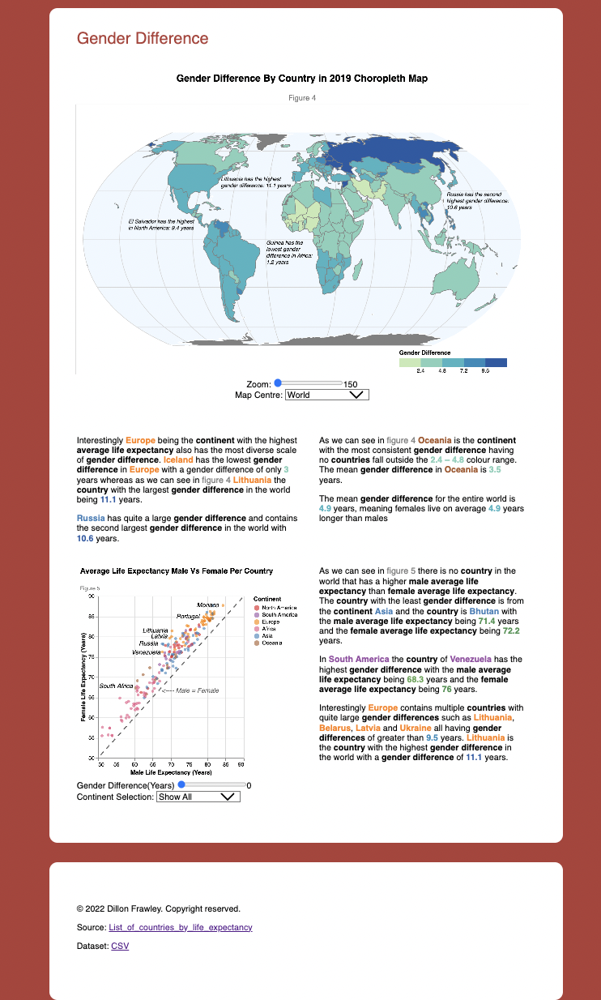 Gender Difference
Gender Difference By Country in 2019 Choropleth Map
Figure 4
Lithuania has the highest
gender difference: 11.1 years
Russia has the second
highest gender difference:
10.6 years
El Salvador has the highest
in North America: 9.4 years
Guinea has the
lowest gender
difference in Africa:
1.2 years
Gender Difference
2.4 4.8 7.2 9.6
Zoom: 150
Map Centre: World
Interestingly Europe being the continent with the highest
average life expectancy also has the most diverse scale
of gender difference. Iceland has the lowest gender
difference in Europe with a gender difference of only 3
years whereas as we can see in figure 4 Lithuania the
country with the largest gender difference in the world
being 11.1 years.
Russia has quite a large gender difference and contains
the second largest gender difference in the world with
10.6 years.
As we can see in figure 4 Oceania is the continent
with the most consistent gender difference having
no countries fall outside the 2.4 – 4.8 colour range.
The mean gender difference in Oceania is 3.5
years.
The mean gender difference for the entire world is
4.9 years, meaning females live on average 4.9 years
longer than males
Average Life Expectancy Male Vs Female Per Country
Figure 5
Female Life Expectancy (Years)
90
85
80
75
70
65
60
55
50
Monaco
Portugal
Lithuania
Latvia
Russia
Venezuela
South Africa
<---- Male = Female
50 55 60 65 70 75 80 85 90
Male Life Expectancy (Years)
Continent
North America
South America
Europe
Africa
Asia
Oceania
Gender Difference(Years) 0
Continent Selection: Show All
As we can see in figure 5 there is no country in the
world that has a higher male average life
expectancy than female average life expectancy.
The country with the least gender difference is from
the continent Asia and the country is Bhutan with
the male average life expectancy being 71.4 years
and the female average life expectancy being 72.2
years.
In South America the country of Venezuela has the
highest gender difference with the male average
life expectancy being 68.3 years and the female
average life expectancy being 76 years.
Interestingly Europe contains multiple countries with
quite large gender differences such as Lithuania,
Belarus, Latvia and Ukraine all having gender
differences of greater than 9.5 years. Lithuania is
the country with the highest gender difference in
the world with a gender difference of 11.1 years.
© 2022 Dillon Frawley. Copyright reserved.
Source: List_of_countries_by_life_expectancy
Dataset: CSV